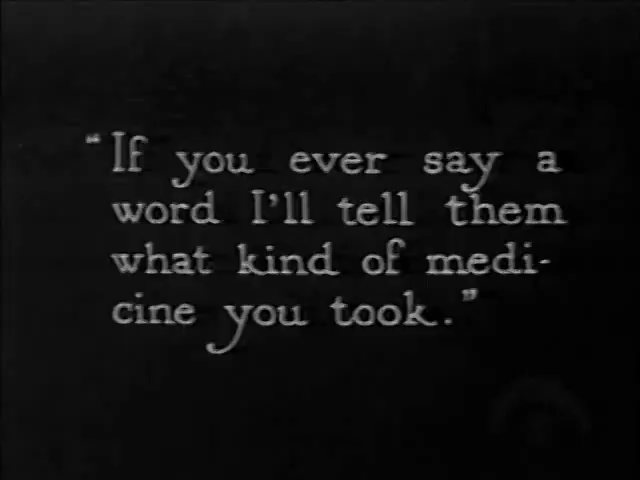 “If you ever say a
word I'll tell them
what kind of medi-
cine you took.”